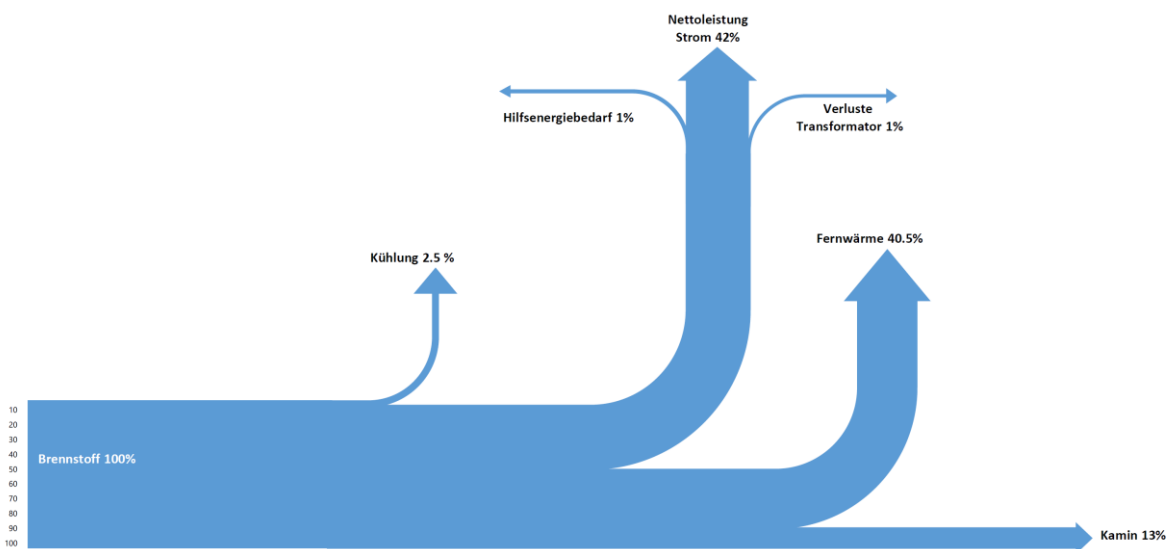 Nettoleistung
Strom 42%
Hilfsenergiebedarf 1%
Verluste
Transformator 1%
Fernwärme 40.5%
Kühlung 2.5 %
10
20
30
40
Brennstoff 100%
50
60
70
80
90
100
Kamin 13%